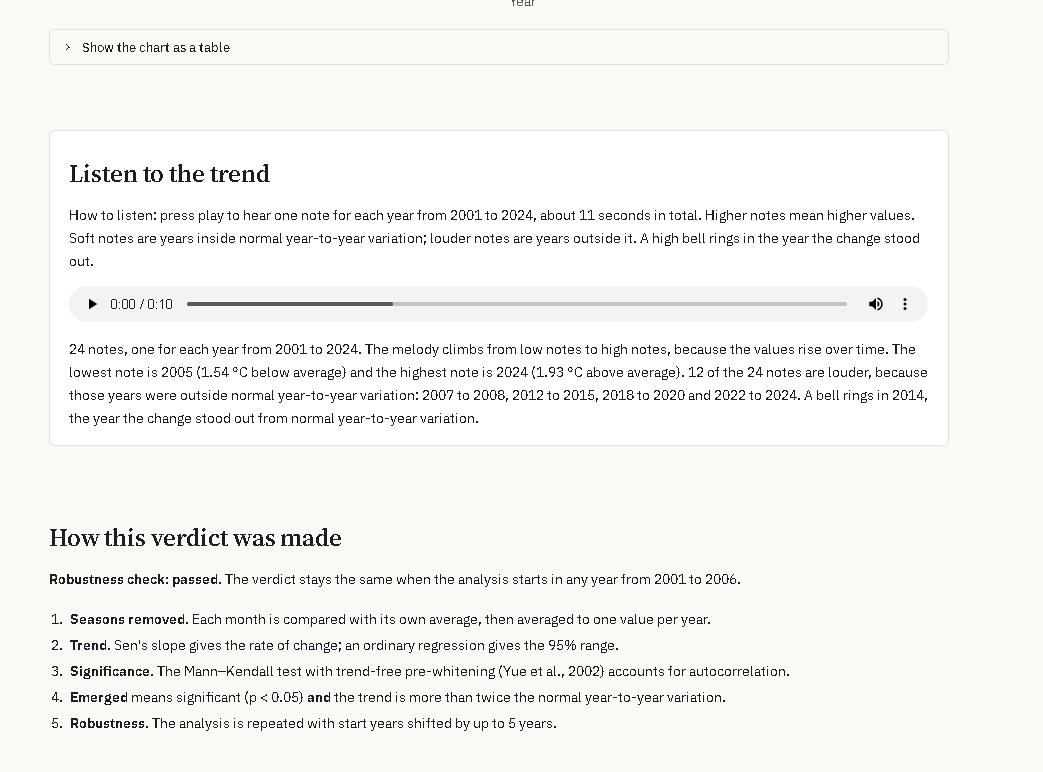 Year
Show the chart as a table
Listen to the trend
How to listen: press play to hear one note for each year from 2001 to 2024, about 11 seconds in total. Higher notes mean higher values.
Soft notes are years inside normal year-to-year variation; louder notes are years outside it. A high bell rings in the year the change stood
out.
0:00 / 0:10
24 notes, one for each year from 2001 to 2024. The melody climbs from low notes to high notes, because the values rise over time. The
lowest note is 2005 (1.54 °C below average) and the highest note is 2024 (1.93 °C above average). 12 of the 24 notes are louder, because
those years were outside normal year-to-year variation: 2007 to 2008, 2012 to 2015, 2018 to 2020 and 2022 to 2024. A bell rings in 2014,
the year the change stood out from normal year-to-year variation.
How this verdict was made
Robustness check: passed. The verdict stays the same when the analysis starts in any year from 2001 to 2006.
1. Seasons removed. Each month is compared with its own average, then averaged to one value per year.
2. Trend. Sen's slope gives the rate of change; an ordinary regression gives the 95% range.
3. Significance. The Mann–Kendall test with trend-free pre-whitening (Yue et al., 2002) accounts for autocorrelation.
4. Emerged means significant (p < 0.05) and the trend is more than twice the normal year-to-year variation.
5. Robustness. The analysis is repeated with start years shifted by up to 5 years.